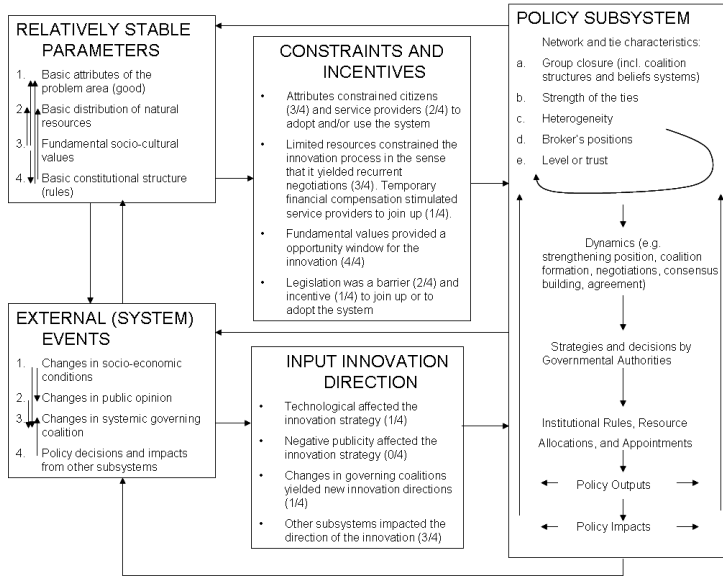 RELATIVELY STABLE
PARAMETERS
1. Basic attributes of the
problem area (good)
2. Basic distribution of natural
resources
3. Fundamental socio-cultural
values
4. Basic constitutional structure
(rules)
CONSTRAINTS AND
INCENTIVES
• Attributes constrained citizens
(3/4) and service providers (2/4) to
adopt and/or use the system
• Limited resources constrained the
innovation process in the sense
that it yielded recurrent
negotiations (3/4). Temporary
financial compensation stimulated
service providers to join up (1/4).
• Fundamental values provided a
opportunity window for the
innovation (4/4)
• Legislation was a barrier (2/4) and
incentive (1/4) to join up or to
adopt the system
EXTERNAL (SYSTEM)
EVENTS
1. Changes in socio-economic
conditions
2. Changes in public opinion
3. Changes in systemic governing
coalition
4. Policy decisions and impacts
from other subsystems
INPUT INNOVATION
DIRECTION
• Technological affected the
innovation strategy (1/4)
• Negative publicity affected the
innovation strategy (0/4)
• Changes in governing coalitions
yielded new innovation directions
(1/4)
• Other subsystems impacted the
direction of the innovation (3/4)
POLICY SUBSYSTEM
Network and tie characteristics:
a. Group closure (incl. coalition
structures and beliefs systems)
b. Strength of the ties
c. Heterogeneity
d. Broker's positions
e. Level or trust
Dynamics (e.g.
strengthening position, coalition
formation, negotiations, consensus
building, agreement)
Strategies and decisions by
Governmental Authorities
Institutional Rules, Resource
Allocations, and Appointments
Policy Outputs
Policy Impacts